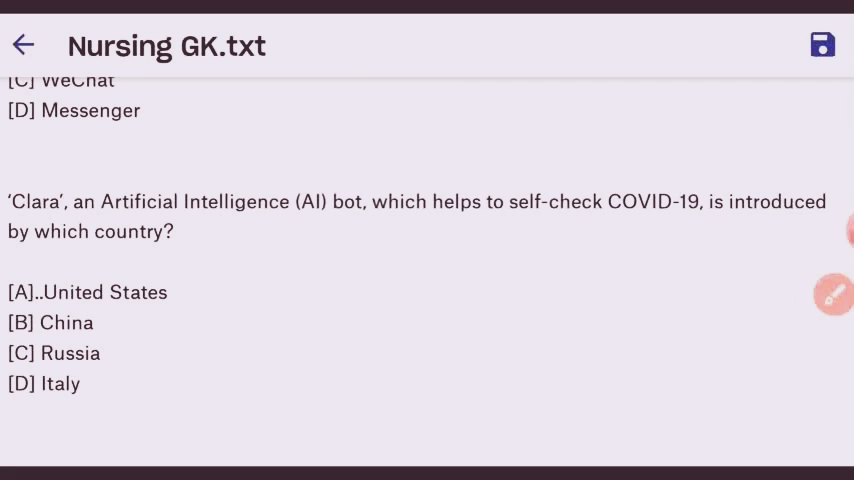 Nursing GK.txt
[C] WeChat
[D] Messenger
‘Clara’, an Artificial Intelligence (AI) bot, which helps to self-check COVID-19, is introduced
by which country?
[A]..United States
[B] China
[C] Russia
[D] Italy